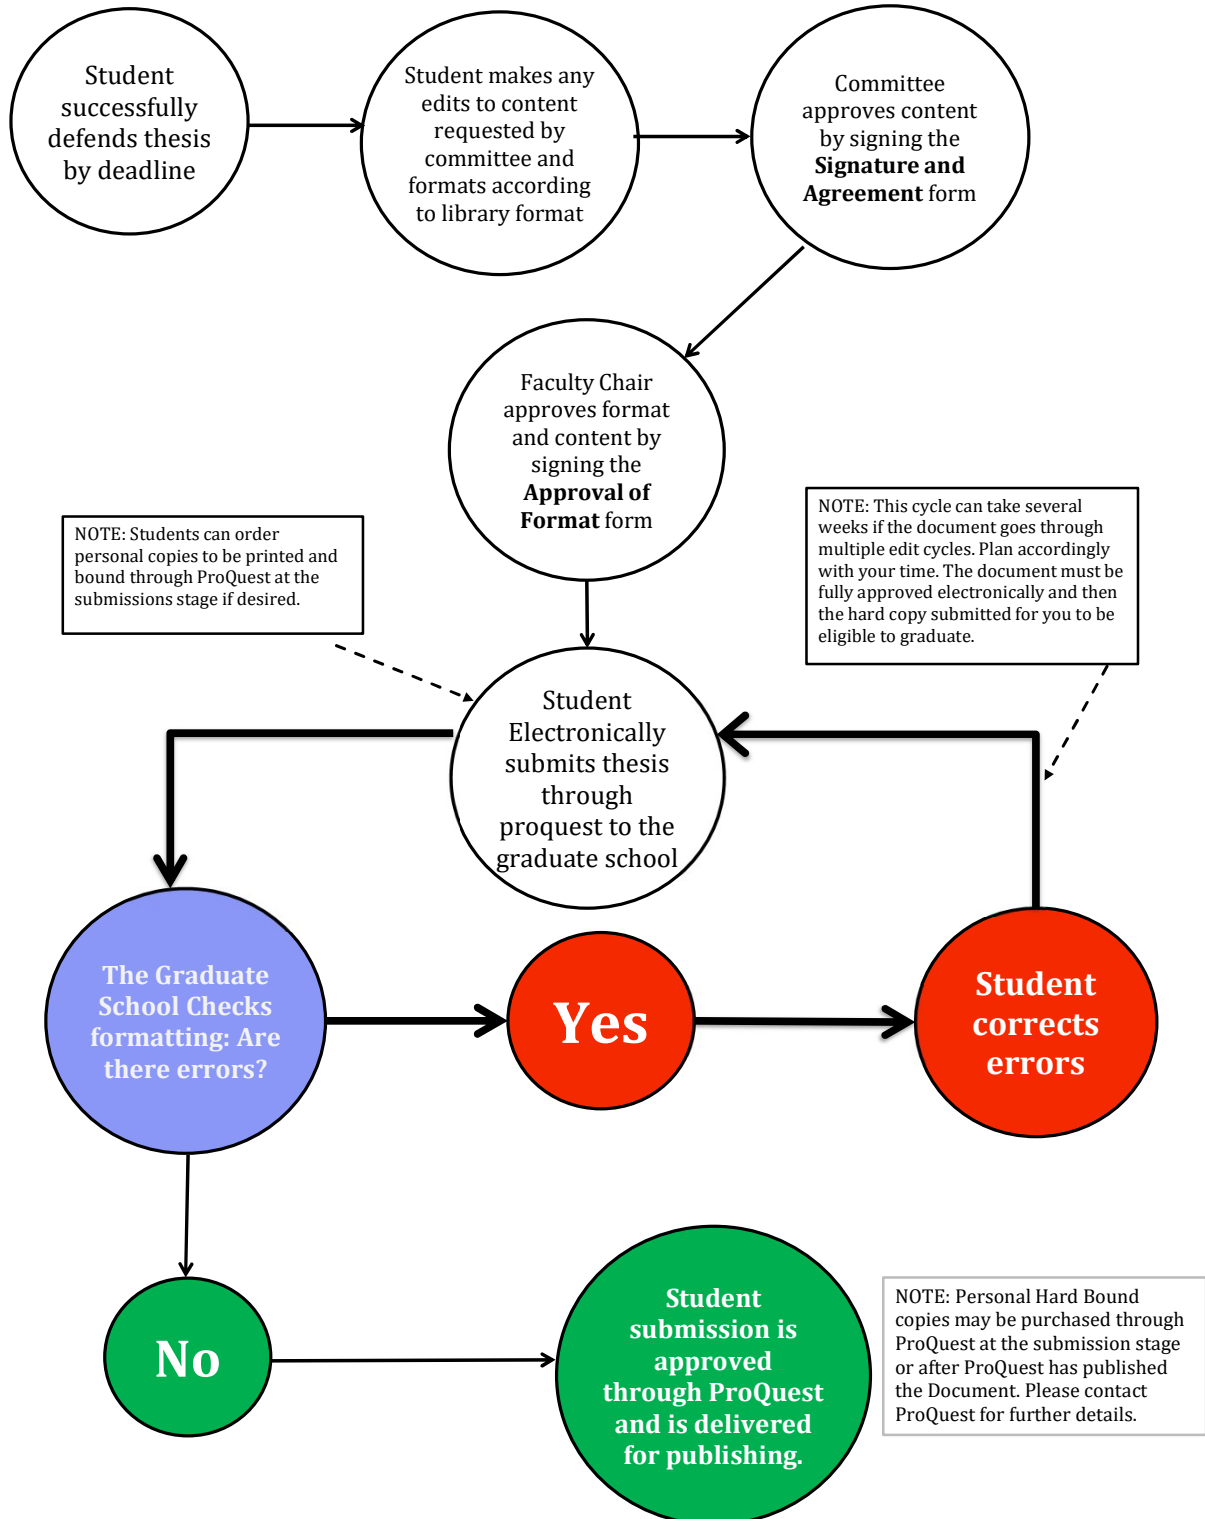 Student
successfully
defends thesis
by deadline
Student makes any
edits to content
requested by
committee and
formats according
to library format
Committee
approves content
by signing the
Signature and
Agreement form
Faculty Chair
approves format
and content by
signing the
Approval of
Format form
NOTE: Students can order
personal copies to be printed and
bound through ProQuest at the
submissions stage if desired.
NOTE: This cycle can take several
weeks if the document goes through
multiple edit cycles. Plan accordingly
with your time. The document must be
fully approved electronically and then
the hard copy submitted for you to be
eligible to graduate.
Student
Electronically
submits thesis
through
proquest to the
graduate school
The Graduate
School Checks
formatting: Are
there errors?
Yes
Student
corrects
errors
No
Student
submission is
approved
through ProQuest
and is delivered
for publishing.
NOTE: Personal Hard Bound
copies may be purchased through
ProQuest at the submission stage
or after ProQuest has published
the Document. Please contact
ProQuest for further details.